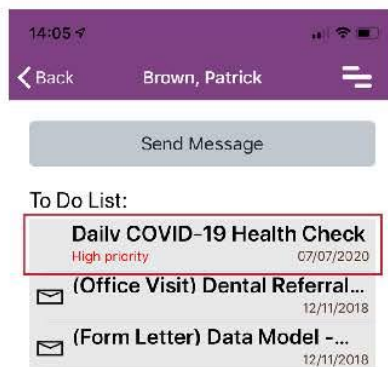 14:05
Back Brown, Patrick
Send Message
To Do List:
Daily COVID-19 Health Check
High priority 07/07/2020
(Office Visit) Dental Referral...
12/11/2018
(Form Letter) Data Model -...
12/11/2018